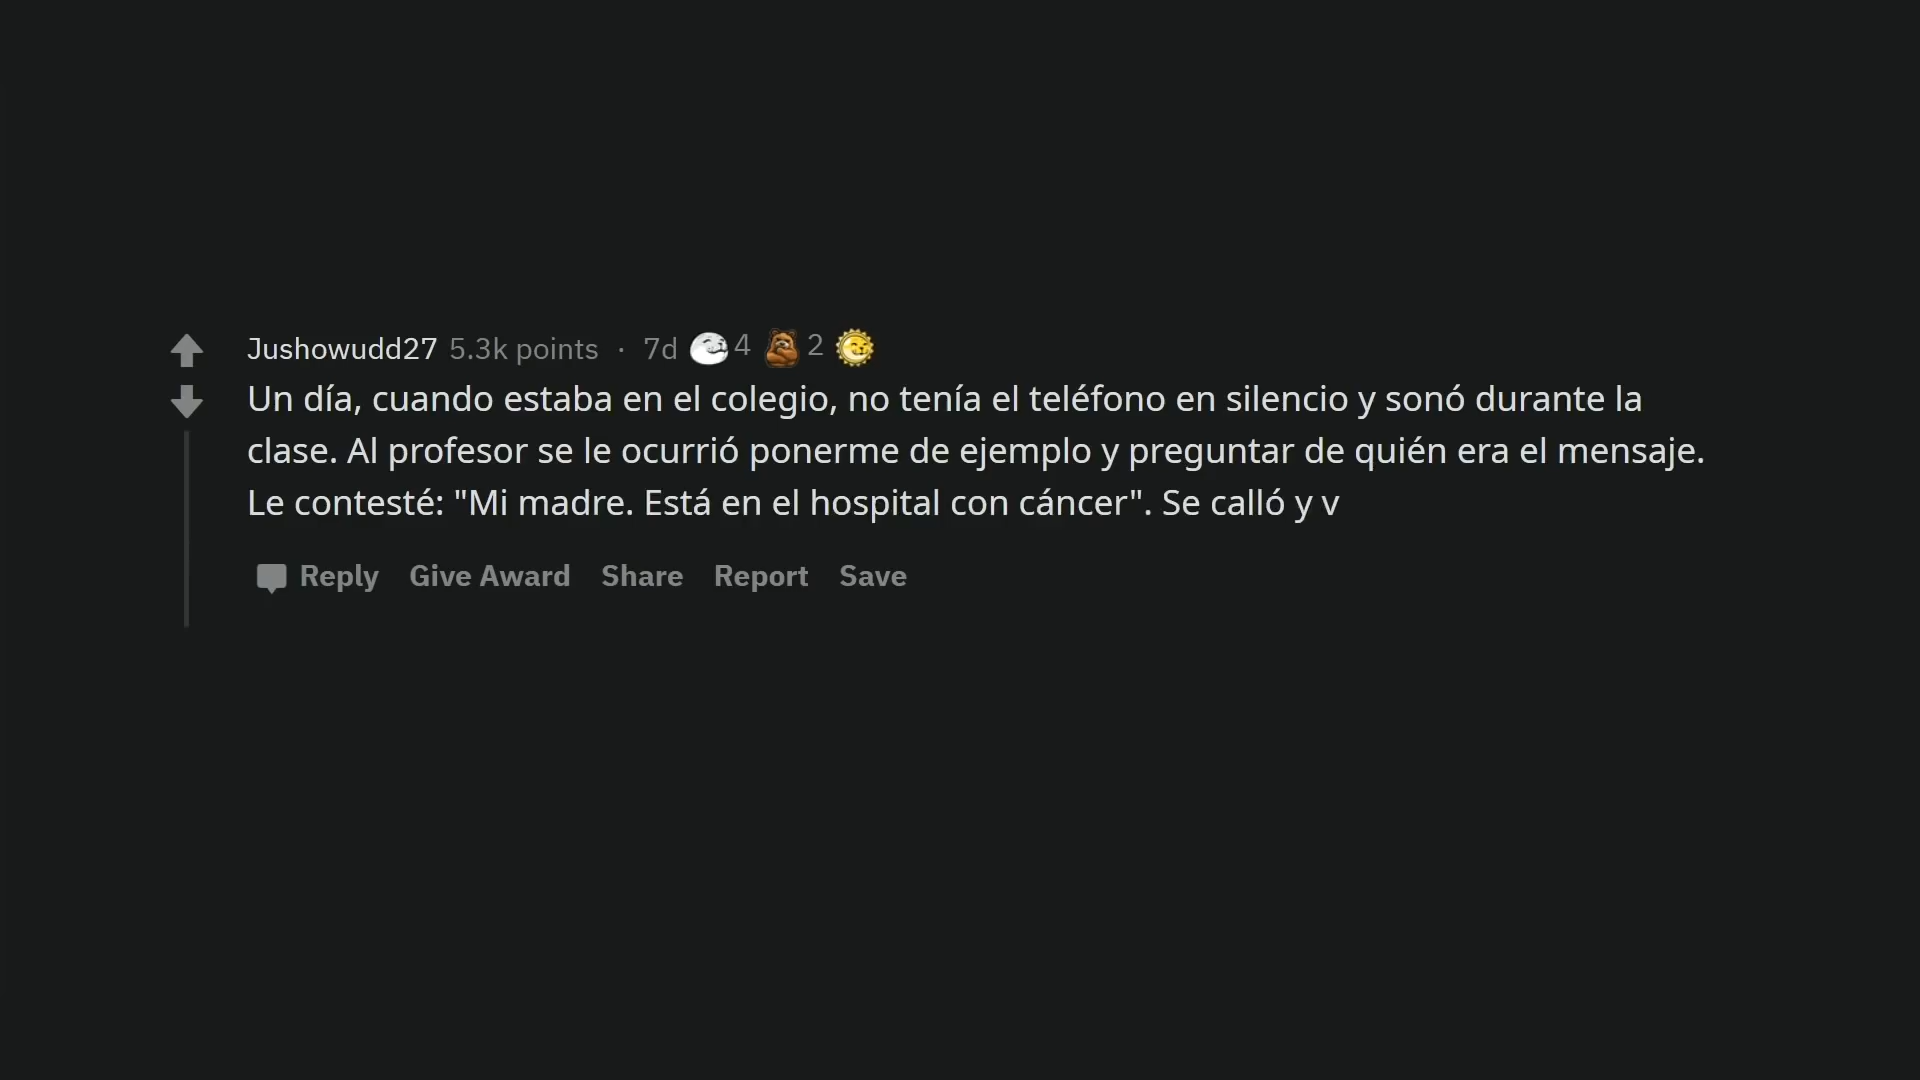 Jushowudd27 5.3k points · 7d 4 2
Un día, cuando estaba en el colegio, no tenía el teléfono en silencio y sonó durante la
clase. Al profesor se le ocurrió ponerme de ejemplo y preguntar de quién era el mensaje.
Le contesté: "Mi madre. Está en el hospital con cáncer". Se calló y v
Reply Give Award Share Report Save